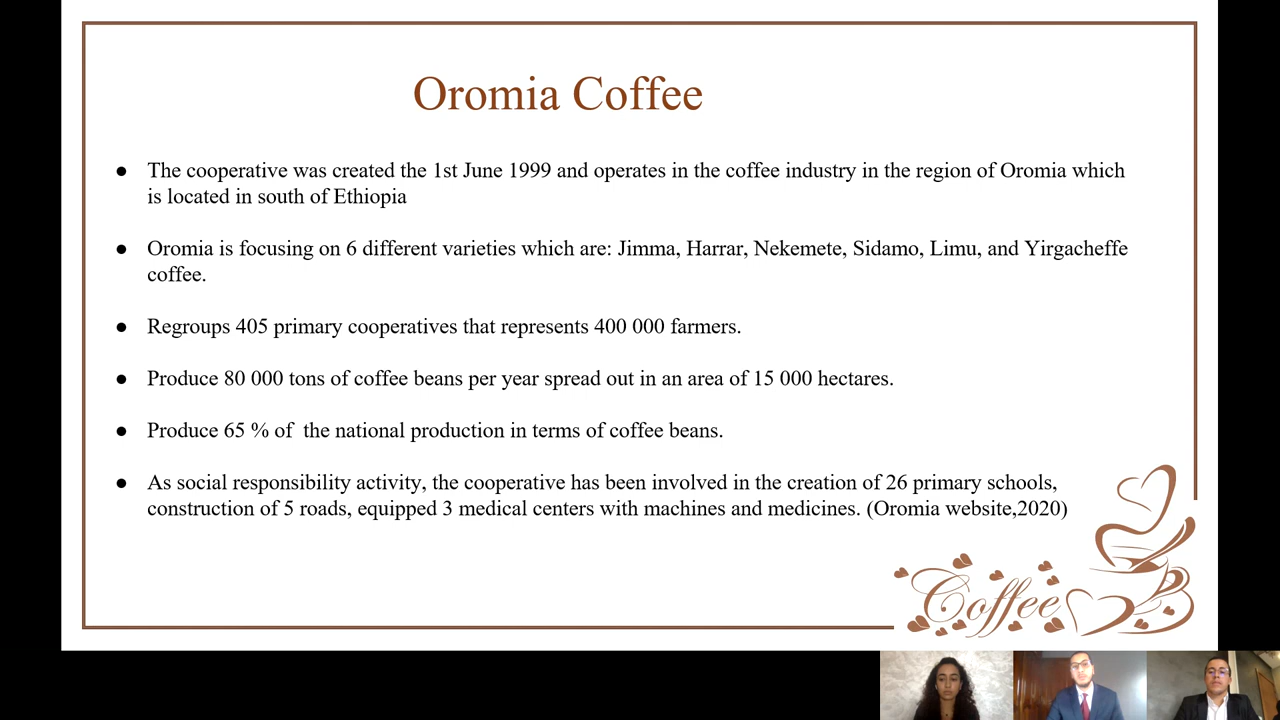 Oromia Coffee
● The cooperative was created the 1st June 1999 and operates in the coffee industry in the region of Oromia which
is located in south of Ethiopia
● Oromia is focusing on 6 different varieties which are: Jimma, Harrar, Nekemete, Sidamo, Limu, and Yirgacheffe
coffee.
● Regroups 405 primary cooperatives that represents 400 000 farmers.
● Produce 80 000 tons of coffee beans per year spread out in an area of 15 000 hectares.
● Produce 65 % of  the national production in terms of coffee beans.
● As social responsibility activity, the cooperative has been involved in the creation of 26 primary schools,
construction of 5 roads, equipped 3 medical centers with machines and medicines. (Oromia website,2020)
Coffee